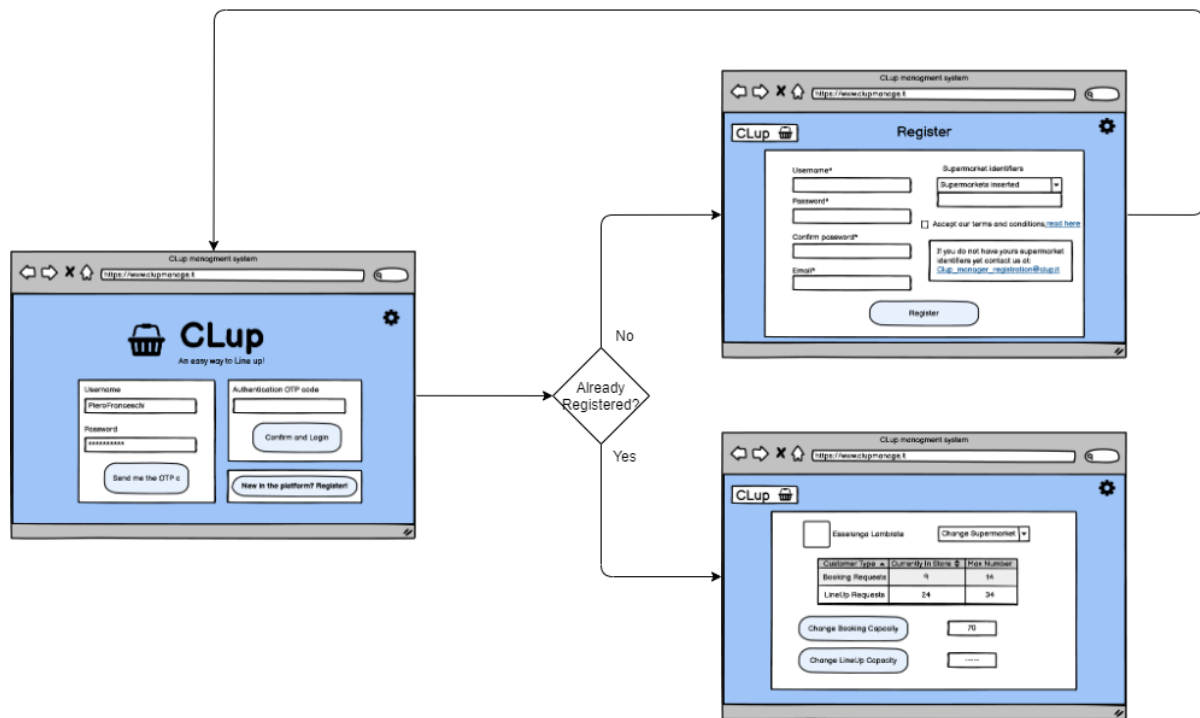 CLup managment system
https://www.clupmanage.it
CLup
An easy way to Line up!
Username
PieroFranceschi
Password
**********
Send me the OTP c
Authentication OTP code
Confirm and Login
New in the platform? Register!
Already
Registered?
No
Yes
CLup managment system
https://www.clupmanage.it
CLup
Register
Username*
Password*
Confirm password*
Email*
Supermarket identifiers
Supermarkets inserted
Accept our terms and conditions,read here
If you do not have yours supermarket
identifiers yet contact us at:
Clup_manager_registration@clup.it
Register
CLup managment system
https://www.clupmanage.it
CLup
Esselunga Lambrate
Change Supermarket
Customer Type Currently In Store Max Number
Booking Requests 9 14
LineUp Requests 24 34
Change Booking Capacity 70
Change LineUp Capacity -----